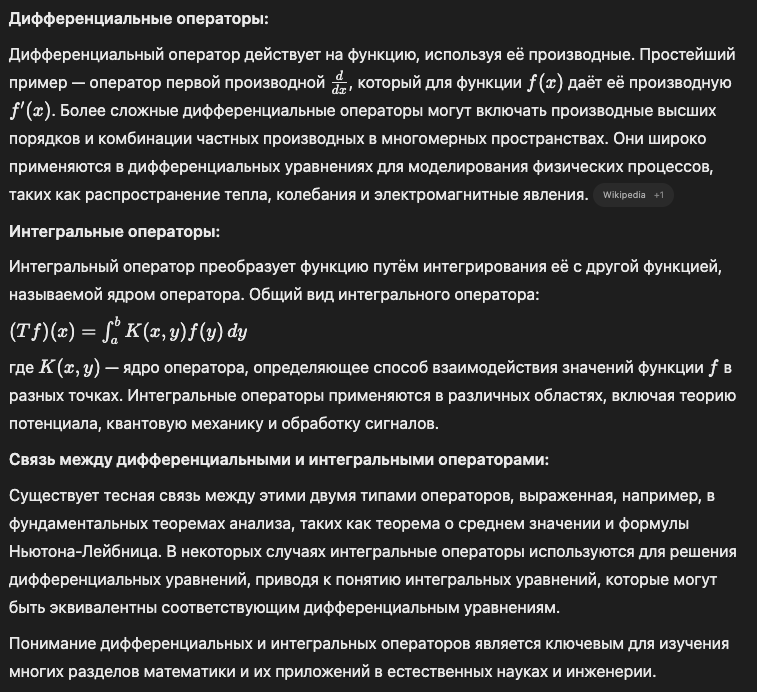 Дифференциальные операторы:
Дифференциальный оператор действует на функцию, используя её производные. Простейший
пример — оператор первой производной d/dx, который для функции f(x) даёт её производную
f′(x). Более сложные дифференциальные операторы могут включать производные высших
порядков и комбинации частных производных в многомерных пространствах. Они широко
применяются в дифференциальных уравнениях для моделирования физических процессов,
таких как распространение тепла, колебания и электромагнитные явления. Wikipedia +1
Интегральные операторы:
Интегральный оператор преобразует функцию путём интегрирования её с другой функцией,
называемой ядром оператора. Общий вид интегрального оператора:
(Tf)(x) = ∫_a^b K(x, y)f(y) dy
где K(x, y) — ядро оператора, определяющее способ взаимодействия значений функции f в
разных точках. Интегральные операторы применяются в различных областях, включая теорию
потенциала, квантовую механику и обработку сигналов.
Связь между дифференциальными и интегральными операторами:
Существует тесная связь между этими двумя типами операторов, выраженная, например, в
фундаментальных теоремах анализа, таких как теорема о среднем значении и формулы
Ньютона-Лейбница. В некоторых случаях интегральные операторы используются для решения
дифференциальных уравнений, приводя к понятию интегральных уравнений, которые могут
быть эквивалентны соответствующим дифференциальным уравнениям.
Понимание дифференциальных и интегральных операторов является ключевым для изучения
многих разделов математики и их приложений в естественных науках и инженерии.